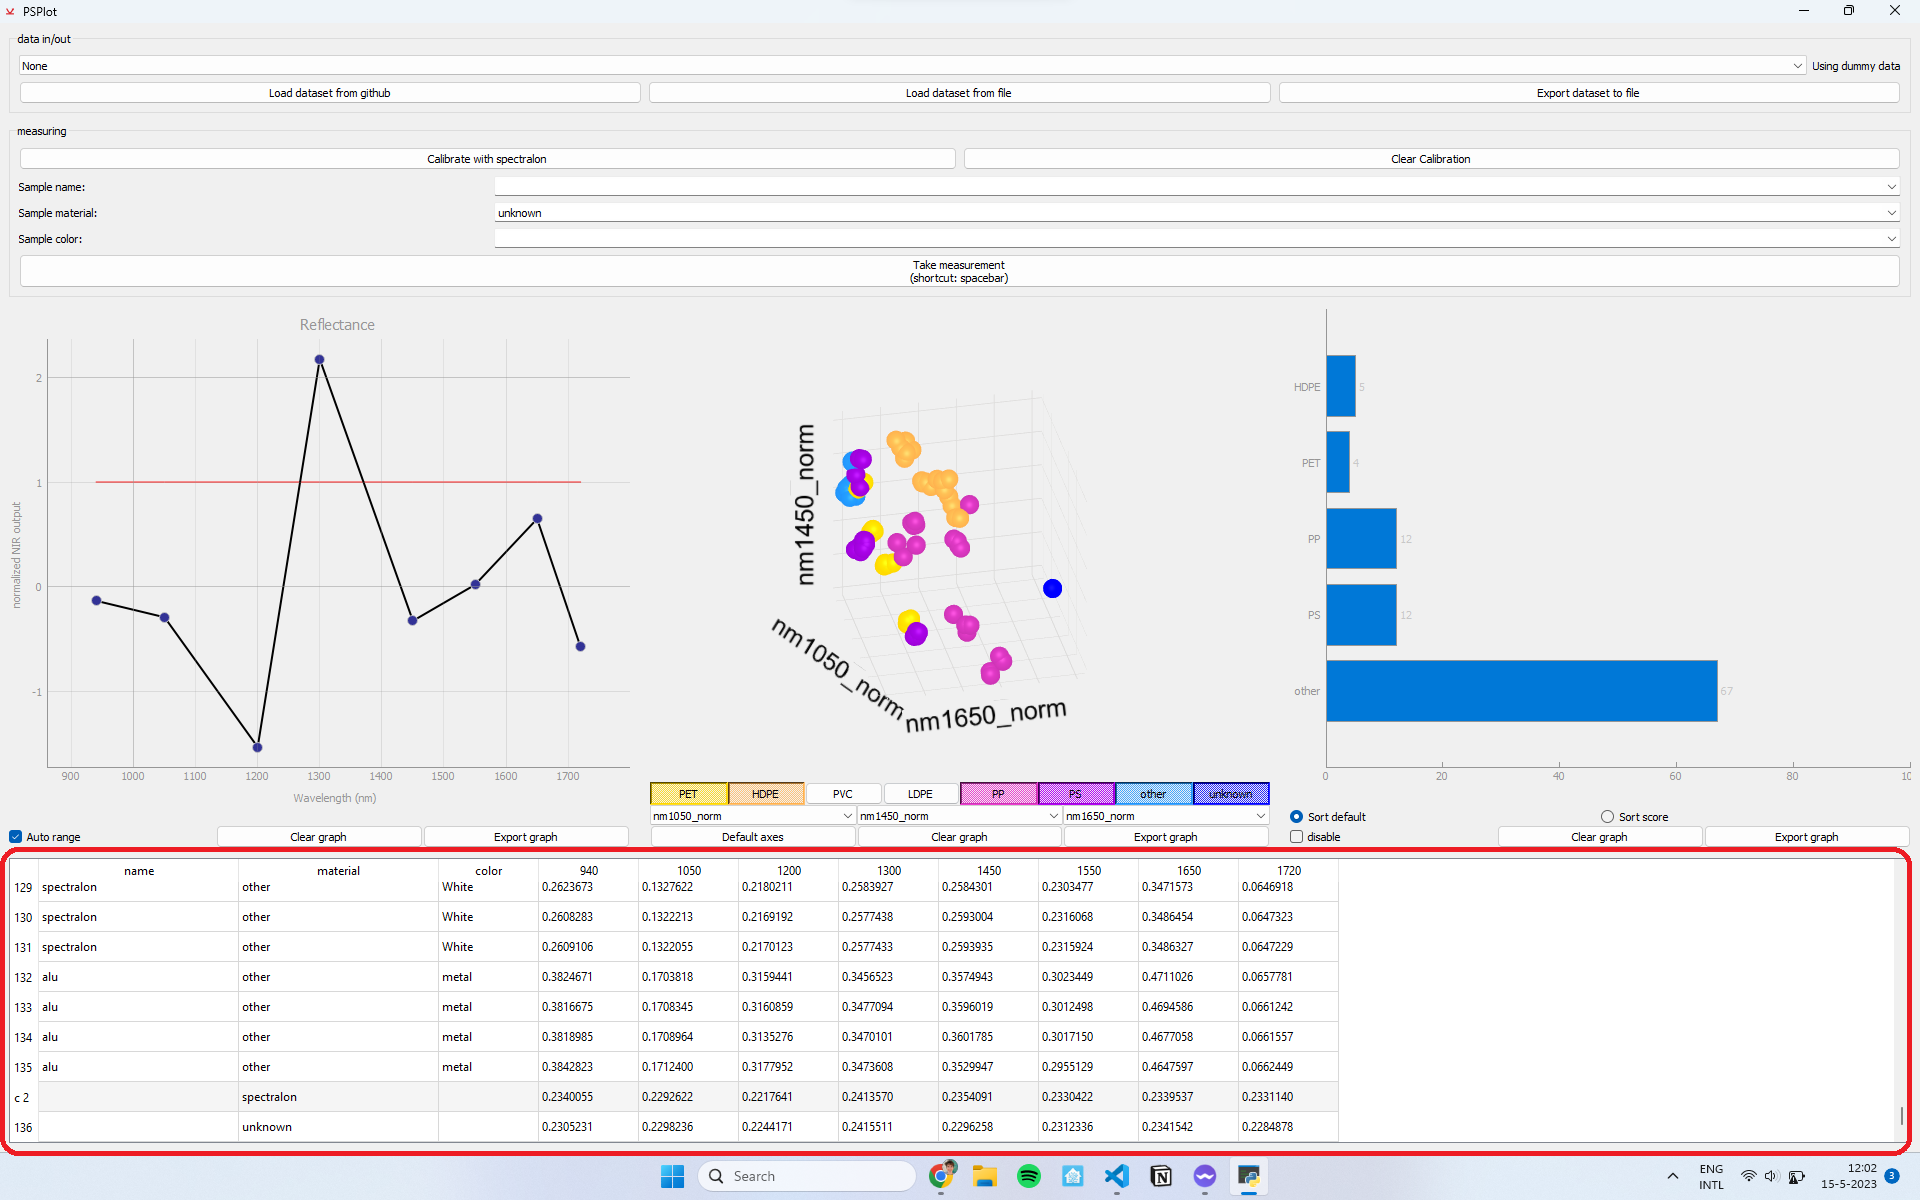 PSPlot
data in/out
None
Using dummy data
Load dataset from github
Load dataset from file
Export dataset to file
measuring
Calibrate with spectralon
Clear Calibration
Sample name:
Sample material:
unknown
Sample color:
Take measurement
(shortcut: spacebar)
Reflectance
2
1
0
-1
normalized NIR output
900 1000 1100 1200 1300 1400 1500 1600 1700
Wavelength (nm)
Auto range
Clear graph
Export graph
nm1450_norm
nm1050_norm
nm1650_norm
PET HDPE PVC LDPE PP PS other unknown
nm1050_norm nm1450_norm nm1650_norm
Default axes
Clear graph
Export graph
HDPE 5
PET 4
PP 12
PS 12
other 67
0 20 40 60 80 10
Sort default
Sort score
disable
Clear graph
Export graph
name material color 940 1050 1200 1300 1450 1550 1650 1720
129 spectralon other White 0.2623673 0.1327622 0.2180211 0.2583927 0.2584301 0.2303477 0.3471573 0.0646918
130 spectralon other White 0.2608283 0.1322213 0.2169192 0.2577438 0.2593004 0.2316068 0.3486454 0.0647323
131 spectralon other White 0.2609106 0.1322055 0.2170123 0.2577433 0.2593935 0.2315924 0.3486327 0.0647229
132 alu other metal 0.3824671 0.1703818 0.3159441 0.3456523 0.3574943 0.3023449 0.4711026 0.0657781
133 alu other metal 0.3816675 0.1708345 0.3160859 0.3477094 0.3596019 0.3012498 0.4694586 0.0661242
134 alu other metal 0.3818985 0.1708964 0.3135276 0.3470101 0.3601785 0.3017150 0.4677058 0.0661557
135 alu other metal 0.3842823 0.1712400 0.3177952 0.3473608 0.3529947 0.2955129 0.4647597 0.0662449
c 2 spectralon 0.2340055 0.2292622 0.2217641 0.2413570 0.2354091 0.2330422 0.2339537 0.2331140
136 unknown 0.2305231 0.2298236 0.2244171 0.2415511 0.2296258 0.2312336 0.2341542 0.2284878
Search
ENG
INTL
12:02
15-5-2023
3